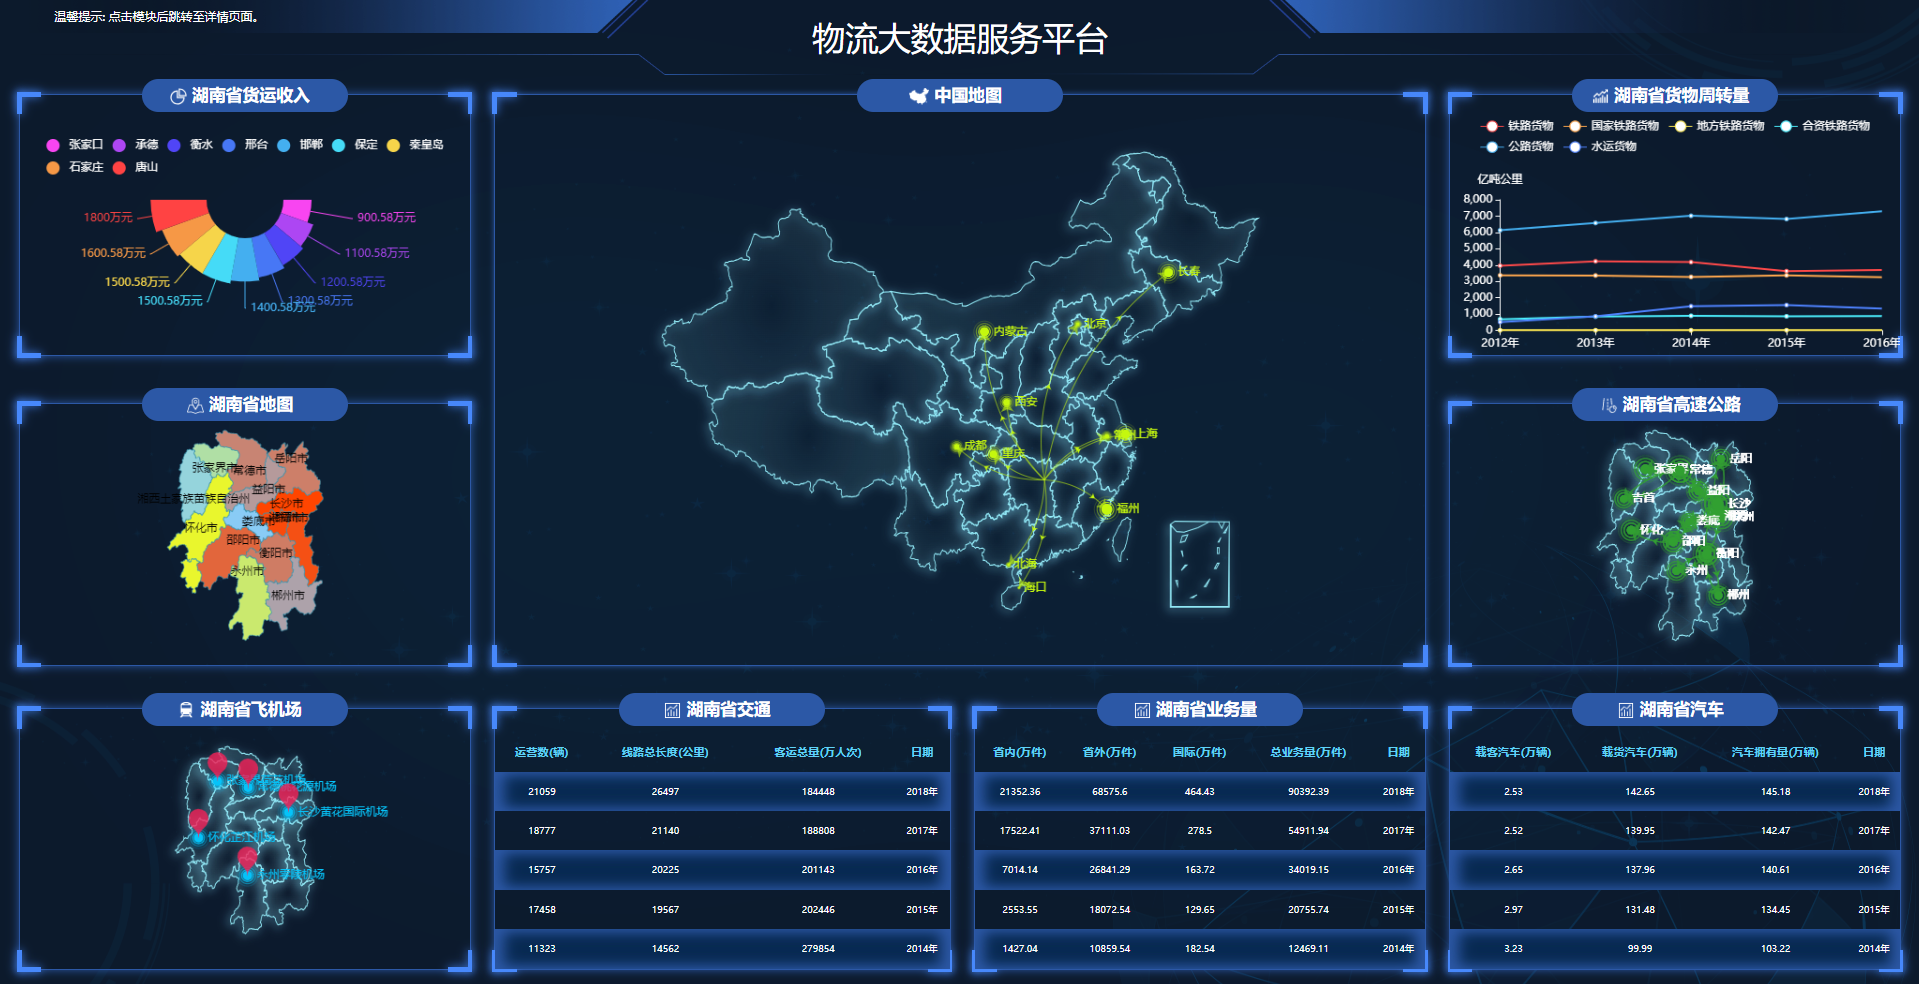 温馨提示: 点击模块后跳转至详情页面。
物流大数据服务平台
湖南省货运收入
张家口 承德 衡水 邢台 邯郸 保定 秦皇岛
石家庄 唐山
1800万元
900.58万元
1600.58万元
1100.58万元
1500.58万元
1200.58万元
1500.58万元
1300.58万元
1400.58万元
中国地图
长春
内蒙古
北京
西安
上海
成都
重庆
福州
北海
海口
湖南省货物周转量
铁路货物 国家铁路货物 地方铁路货物 合资铁路货物
公路货物 水运货物
亿吨公里
8,000
7,000
6,000
5,000
4,000
3,000
2,000
1,000
0
2012年 2013年 2014年 2015年 2016年
湖南省地图
岳阳市
张家界市
常德市
益阳市
湘西土家族苗族自治州
长沙市
娄底市
怀化市
邵阳市
衡阳市
永州市
郴州市
湖南省高速公路
岳阳
张家界
常德
益阳
吉首
长沙
娄底
怀化
邵阳
衡阳
永州
郴州
湖南省飞机场
长沙黄花国际机场
怀化芷江机场
湖南省交通
运营数(辆) 线路总长度(公里) 客运总量(万人次) 日期
21059 26497 184448 2018年
18777 21140 188808 2017年
15757 20225 201143 2016年
17458 19567 202446 2015年
11323 14562 279854 2014年
湖南省业务量
省内(万件) 省外(万件) 国际(万件) 总业务量(万件) 日期
21352.36 68575.6 464.43 90392.39 2018年
17522.41 37111.03 278.5 54911.94 2017年
7014.14 26841.29 163.72 34019.15 2016年
2553.55 18072.54 129.65 20755.74 2015年
1427.04 10859.54 182.54 12469.11 2014年
湖南省汽车
载客汽车(万辆) 载货汽车(万辆) 汽车拥有量(万辆) 日期
2.53 142.65 145.18 2018年
2.52 139.95 142.47 2017年
2.65 137.96 140.61 2016年
2.97 131.48 134.45 2015年
3.23 99.99 103.22 2014年